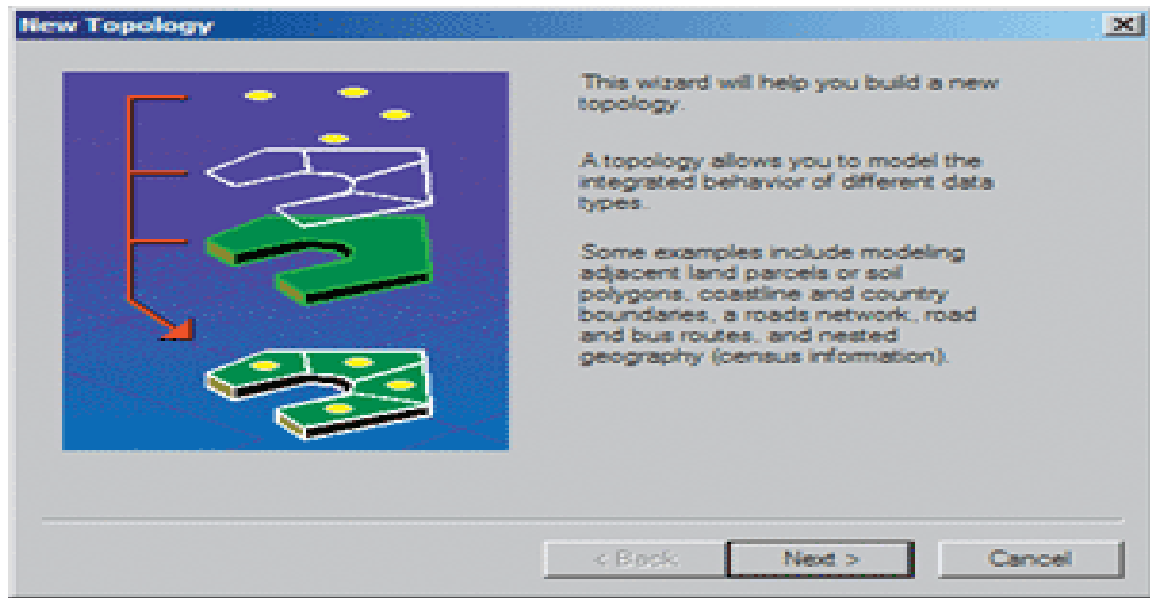 New Topology
This wizard will help you build a new
topology.
A topology allows you to model the
integrated behavior of different data
types.
Some examples include modeling
adjacent land parcels or soil
polygons, coastline and country
boundaries, a roads network, road
and bus routes, and nested
geography (census information).
< Back
Next >
Cancel